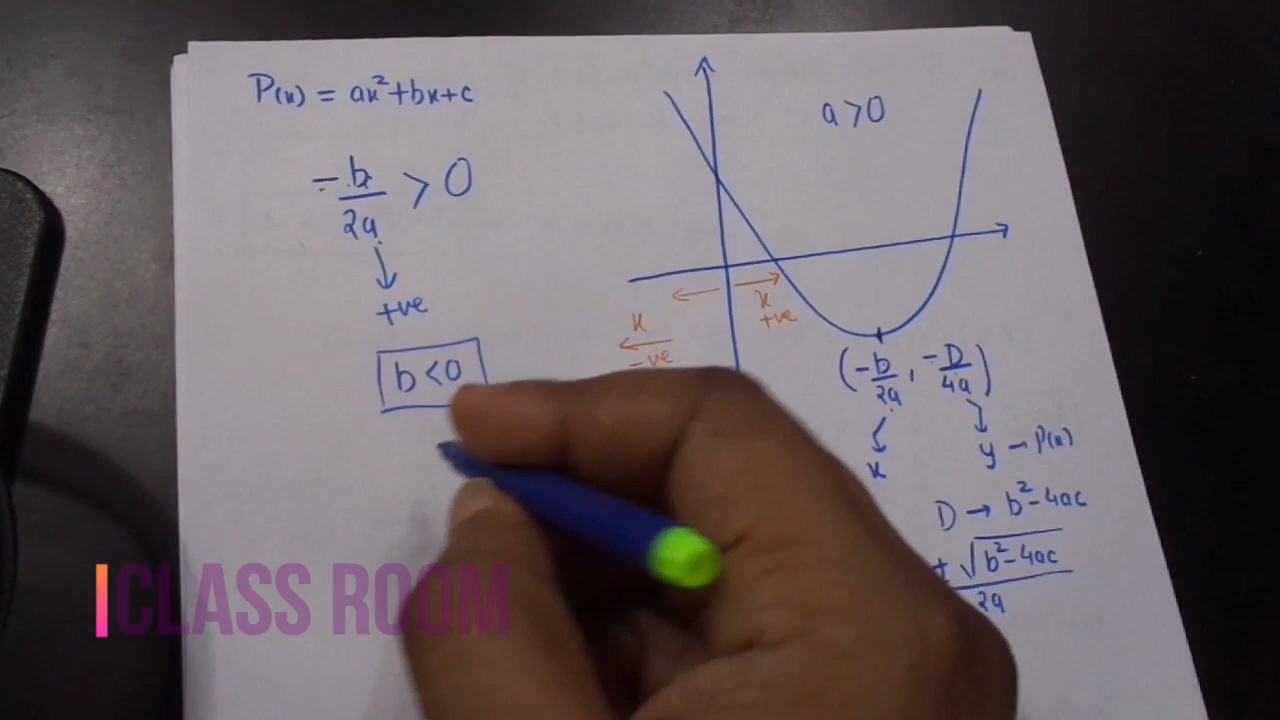 P(x) = ax²+bx+c
a>0
-b/2a > 0
+ve
b<0
x
+ve
x
-ve
(-b/2a , -D/4a)
x
y - P(x)
D → b²-4ac
± √b²-4ac
2a
CLASS ROOM